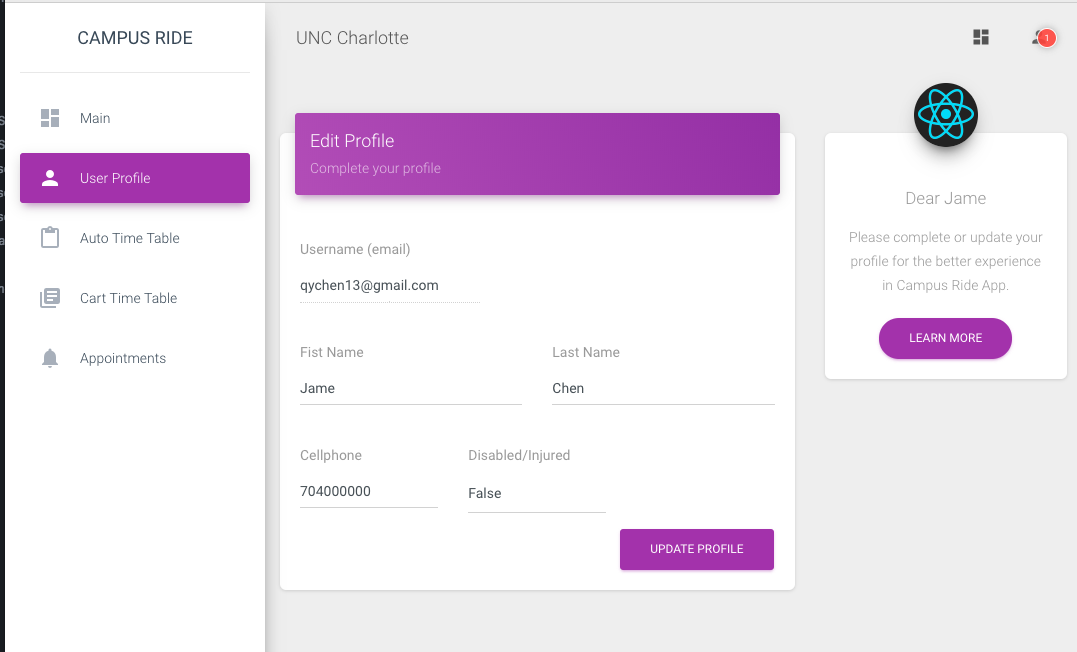 CAMPUS RIDE
Main
User Profile
Auto Time Table
Cart Time Table
Appointments
UNC Charlotte
1
Edit Profile
Complete your profile
Username (email)
qychen13@gmail.com
Fist Name
Last Name
Jame
Chen
Cellphone
Disabled/Injured
704000000
False
UPDATE PROFILE
Dear Jame
Please complete or update your
profile for the better experience
in Campus Ride App.
LEARN MORE